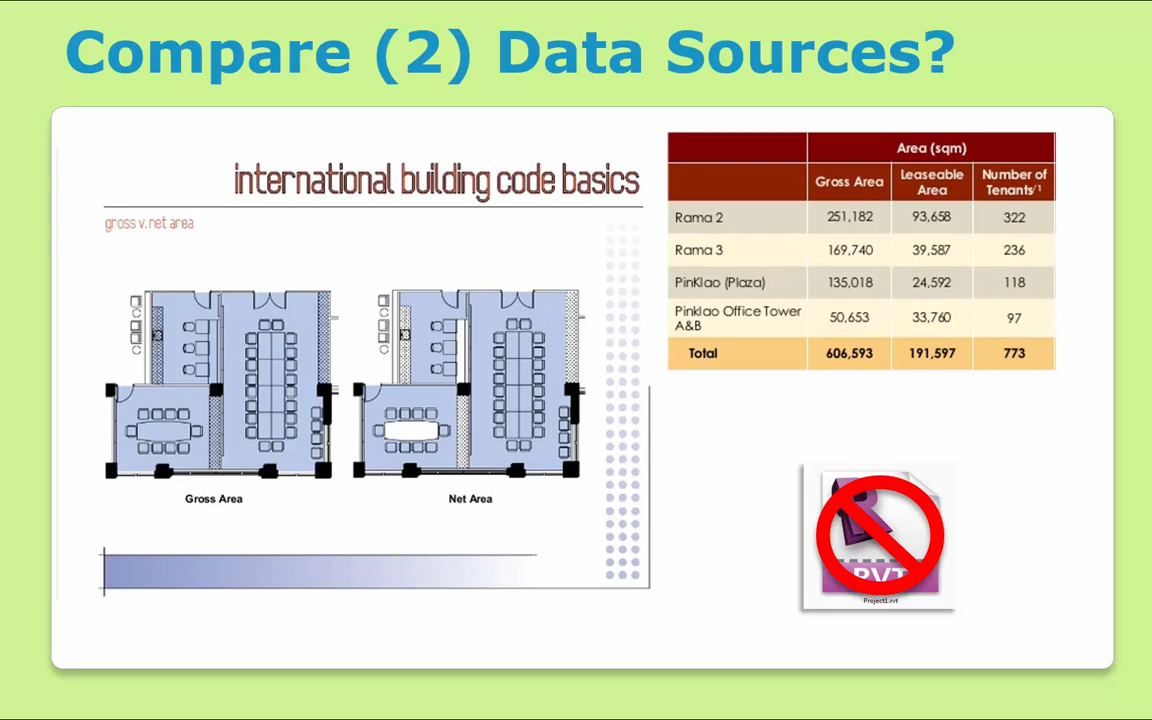 Compare (2) Data Sources?
international building code basics
gross v. net area
Gross Area
Net Area
Area (sqm)
Gross Area Leaseable Area Number of Tenants/1
Rama 2 251,182 93,658 322
Rama 3 169,740 39,587 236
PinKlao (Plaza) 135,018 24,592 118
Pinklao Office Tower A&B 50,653 33,760 97
Total 606,593 191,597 773
R
RVT
Project1.rvt